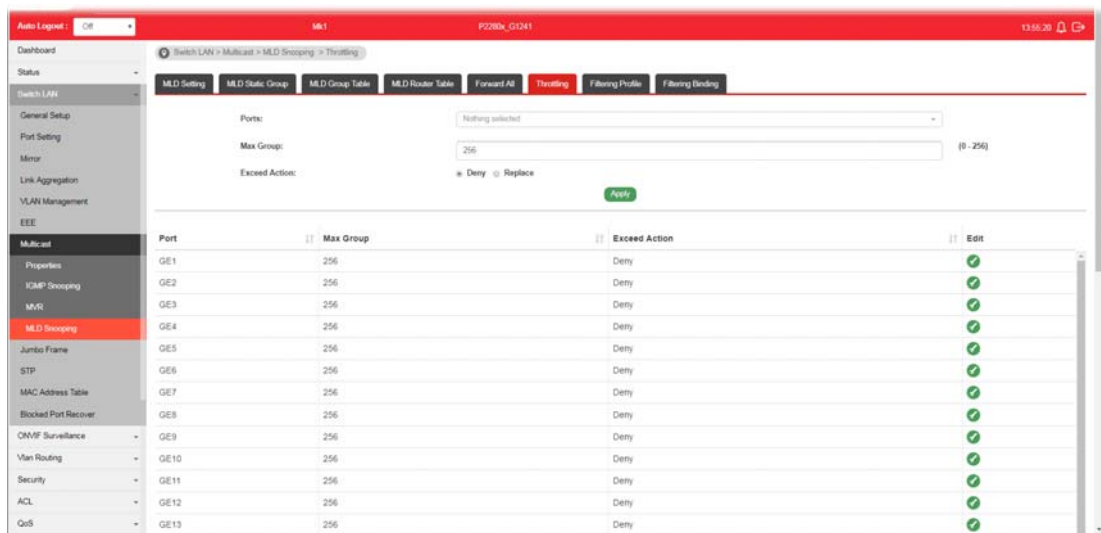 Auto Logout : Off Mk1 P2280x_G1241 13:55:20
Dashboard
Status
Switch LAN
General Setup
Port Setting
Mirror
Link Aggregation
VLAN Management
EEE
Multicast
Properties
IGMP Snooping
MVR
MLD Snooping
Jumbo Frame
STP
MAC Address Table
Blocked Port Recover
ONVIF Surveillance
Vlan Routing
Security
ACL
QoS
Switch LAN > Multicast > MLD Snooping > Throttling
MLD Setting MLD Static Group MLD Group Table MLD Router Table Forward All Throttling Filtering Profile Filtering Binding
Ports: Nothing selected
Max Group: 256 (0 - 256)
Exceed Action: Deny Replace
Apply
Port Max Group Exceed Action Edit
GE1 256 Deny
GE2 256 Deny
GE3 256 Deny
GE4 256 Deny
GE5 256 Deny
GE6 256 Deny
GE7 256 Deny
GE8 256 Deny
GE9 256 Deny
GE10 256 Deny
GE11 256 Deny
GE12 256 Deny
GE13 256 Deny